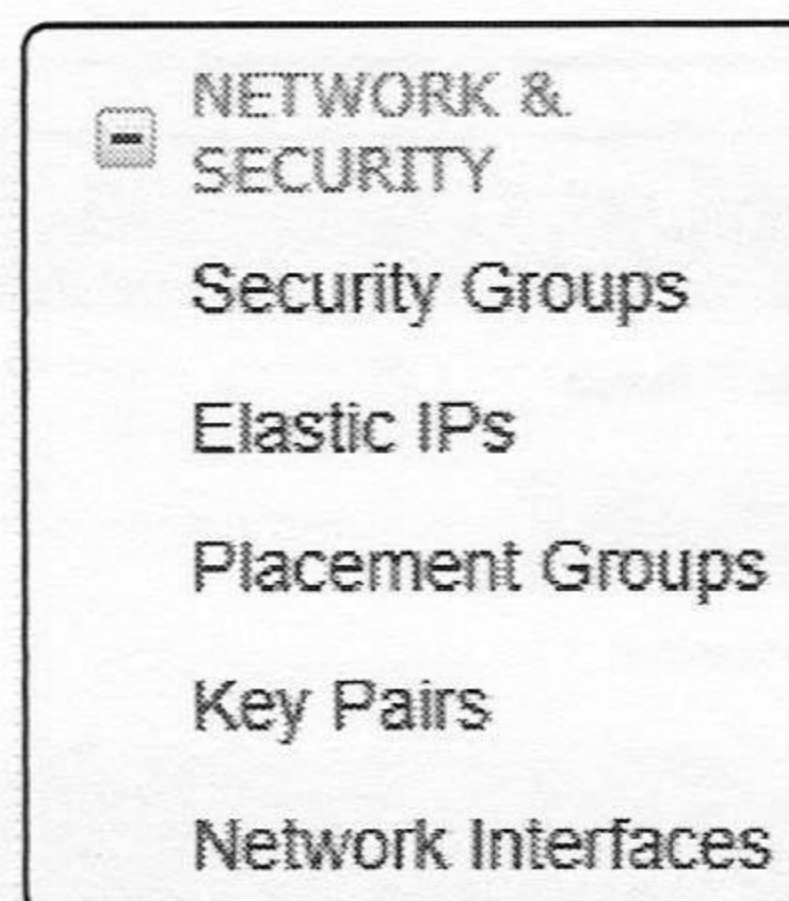 NETWORK &
SECURITY
Security Groups
Elastic IPs
Placement Groups
Key Pairs
Network Interfaces